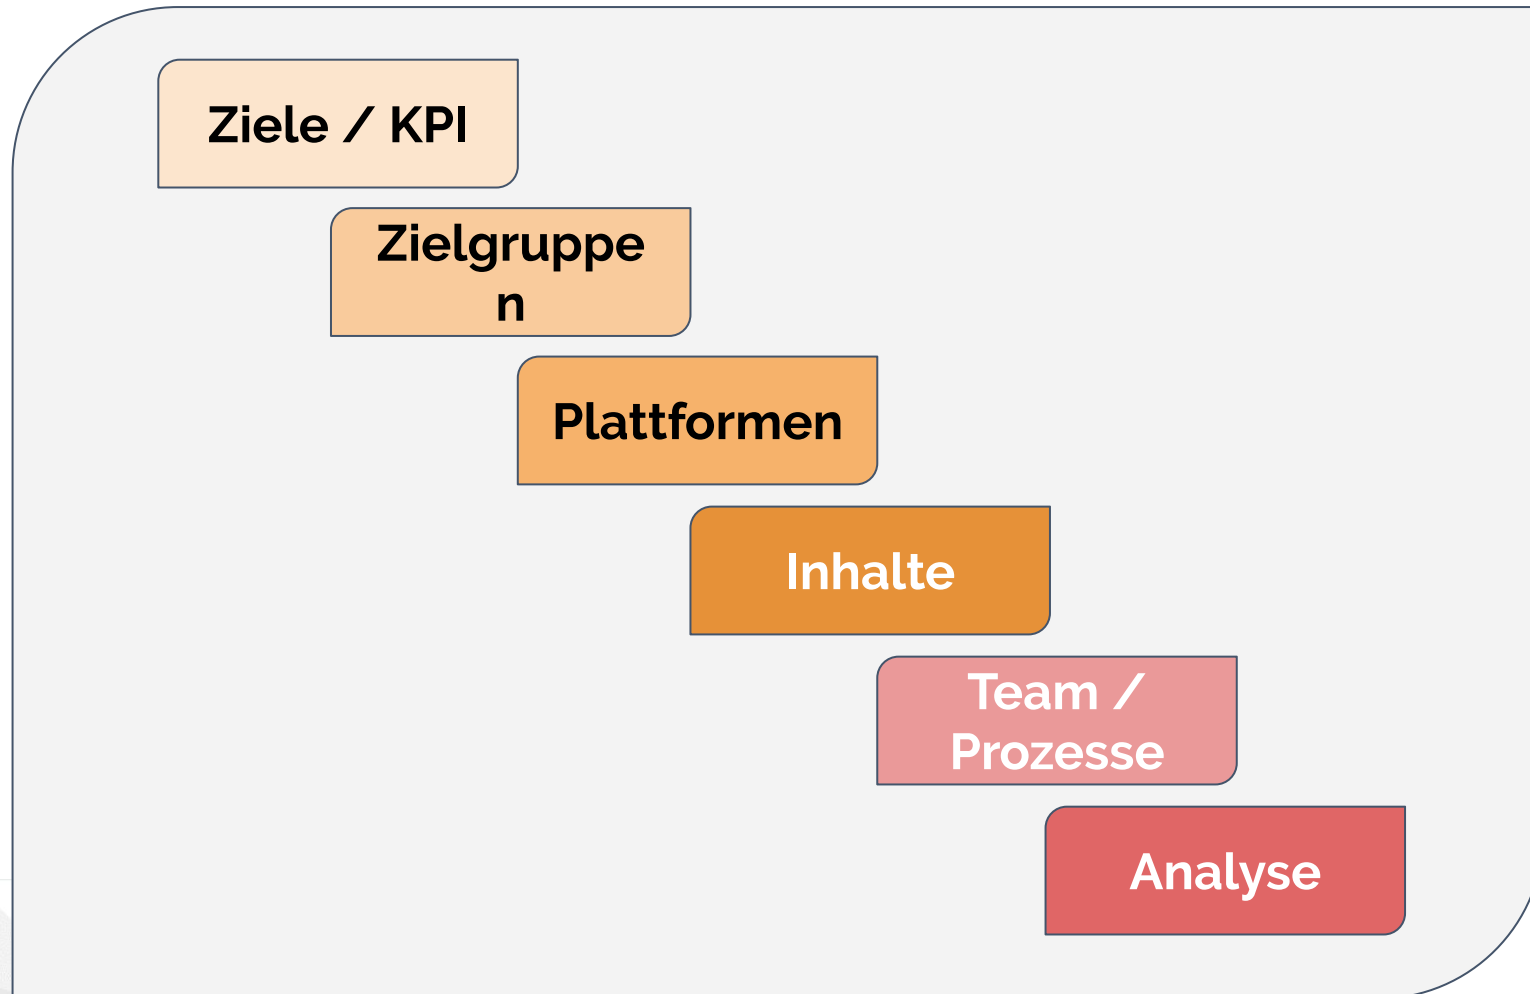 Ziele / KPI
Zielgruppe
n
Plattformen
Inhalte
Team /
Prozesse
Analyse